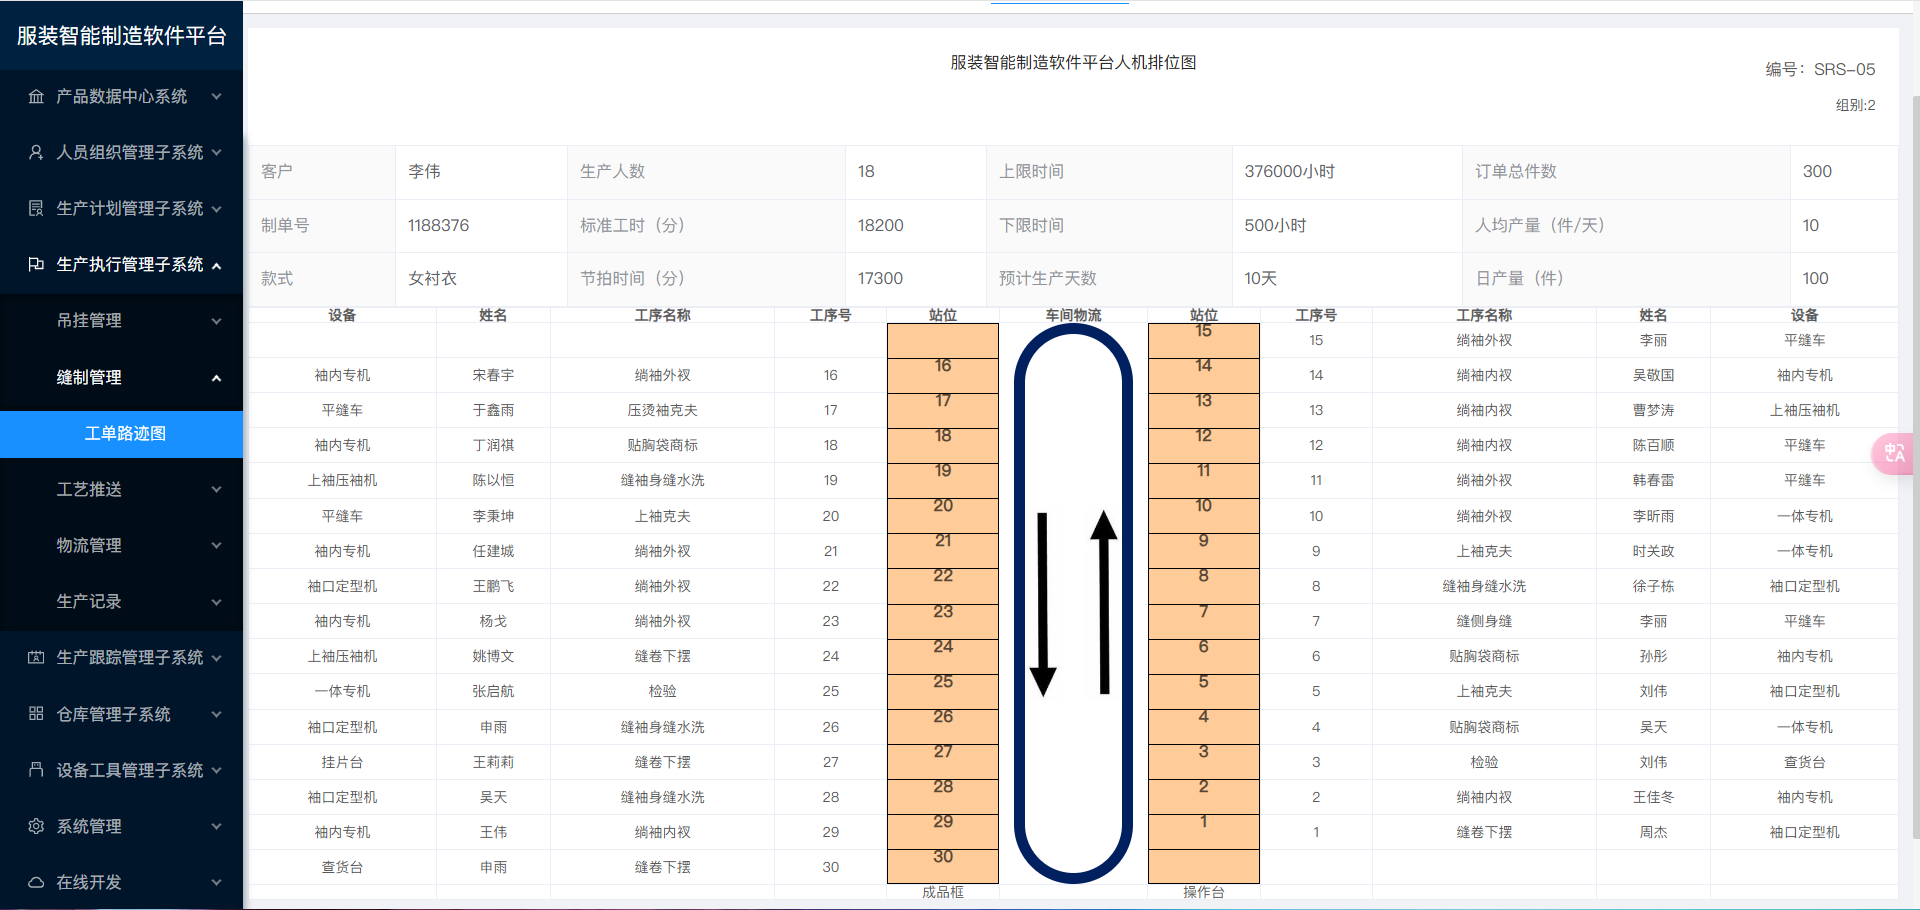 服装智能制造软件平台
产品数据中心系统
人员组织管理子系统
生产计划管理子系统
生产执行管理子系统
吊挂管理
缝制管理
工单路迹图
工艺推送
物流管理
生产记录
生产跟踪管理子系统
仓库管理子系统
设备工具管理子系统
系统管理
在线开发
服装智能制造软件平台人机排位图
编号：SRS-05
组别:2
客户 李伟 生产人数 18 上限时间 376000小时 订单总件数 300
制单号 1188376 标准工时（分） 18200 下限时间 500小时 人均产量（件/天） 10
款式 女衬衣 节拍时间（分） 17300 预计生产天数 10天 日产量（件） 100
设备 姓名 工序名称 工序号 站位 车间物流 站位 工序号 工序名称 姓名 设备
15 15 绱袖外衩 李丽 平缝车
袖内专机 宋春宇 绱袖外衩 16 16 14 14 绱袖内衩 吴敬国 袖内专机
平缝车 于鑫雨 压烫袖克夫 17 17 13 13 绱袖内衩 曹梦涛 上袖压袖机
袖内专机 丁润祺 贴胸袋商标 18 18 12 12 绱袖内衩 陈百顺 平缝车
上袖压袖机 陈以恒 缝袖身缝水洗 19 19 11 11 绱袖外衩 韩春雷 平缝车
平缝车 李秉坤 上袖克夫 20 20 10 10 绱袖外衩 李昕雨 一体专机
袖内专机 任建城 绱袖外衩 21 21 9 9 上袖克夫 时关政 一体专机
袖口定型机 王鹏飞 绱袖外衩 22 22 8 8 缝袖身缝水洗 徐子栋 袖口定型机
袖内专机 杨戈 绱袖外衩 23 23 7 7 缝侧身缝 李丽 平缝车
上袖压袖机 姚博文 缝卷下摆 24 24 6 6 贴胸袋商标 孙彤 袖内专机
一体专机 张启航 检验 25 25 5 5 上袖克夫 刘伟 袖口定型机
袖口定型机 申雨 缝袖身缝水洗 26 26 4 4 贴胸袋商标 吴天 一体专机
挂片台 王莉莉 缝卷下摆 27 27 3 3 检验 刘伟 查货台
袖口定型机 吴天 缝袖身缝水洗 28 28 2 2 绱袖内衩 王佳冬 袖内专机
袖内专机 王伟 绱袖内衩 29 29 1 1 缝卷下摆 周杰 袖口定型机
查货台 申雨 缝卷下摆 30 30
成品框 操作台
中A